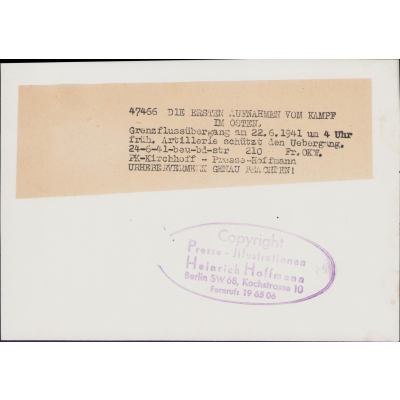 47466 DIE ERSTEN AUFNAHMEN VOM KAMPF
IM OSTEN.
Grenzflussübergang am 22.6.1941 um 4 Uhr
früh. Artillerie schützt den Uebergang.
24-6-41-beu-bd-str 210 Fr.OKW.
PK-Kirchhoff - Presse-Hoffmann
URHEBERVERMERK GENAU BEACHTEN!
Copyright
Presse-Illustrationen
Heinrich Hoffmann
Berlin SW 68, Kochstrasse 10
Fernruf: 19 65 06